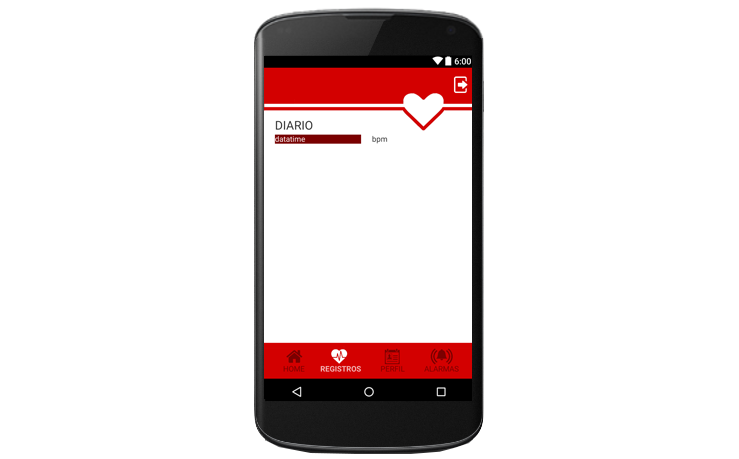 6:00
DIARIO
datatime bpm
HOME REGISTROS PERFIL ALARMAS